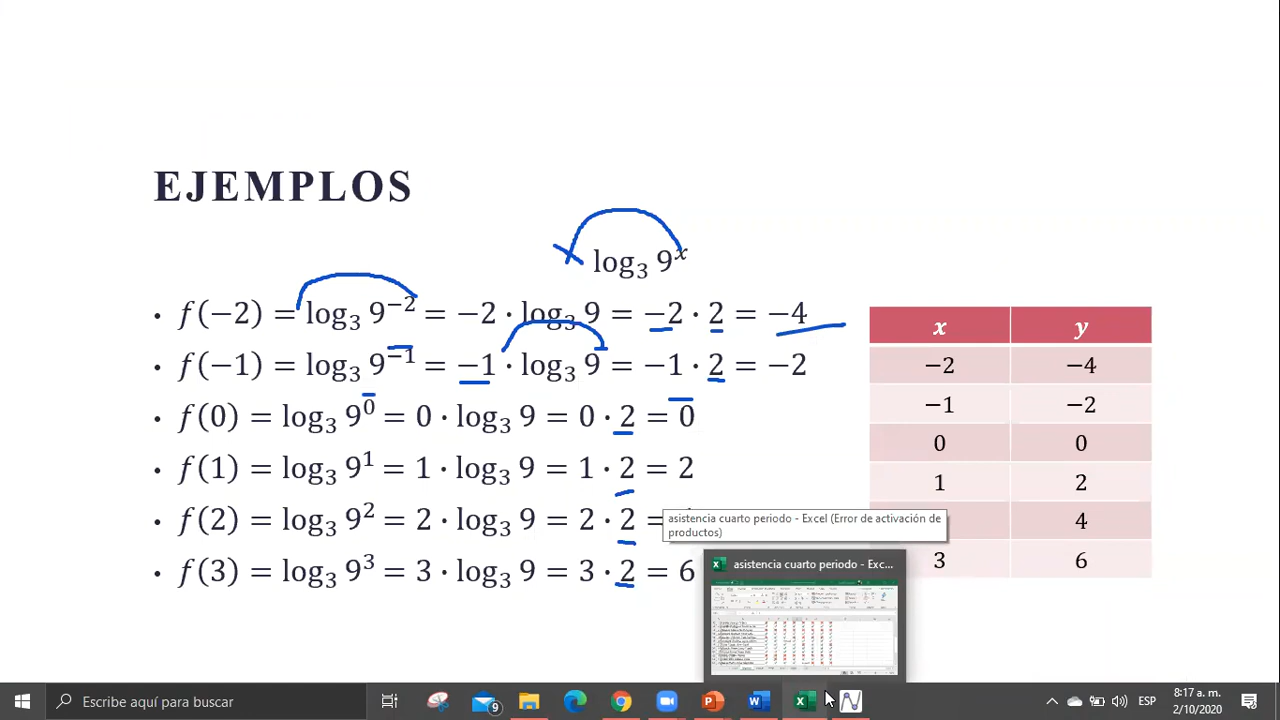 EJEMPLOS
log₃ 9ˣ
• f(−2) = log₃ 9⁻² = −2 · log₃ 9 = −2 · 2 = −4
• f(−1) = log₃ 9⁻¹ = −1 · log₃ 9 = −1 · 2 = −2
• f(0) = log₃ 9⁰ = 0 · log₃ 9 = 0 · 2 = 0
• f(1) = log₃ 9¹ = 1 · log₃ 9 = 1 · 2 = 2
• f(2) = log₃ 9² = 2 · log₃ 9 = 2 · 2 =
• f(3) = log₃ 9³ = 3 · log₃ 9 = 3 · 2 = 6
x y
−2 −4
−1 −2
0 0
1 2
4
3 6
asistencia cuarto periodo - Excel (Error de activación de
productos)
asistencia cuarto periodo - Exc...
Escribe aquí para buscar
9
ESP
8:17 a. m.
2/10/2020